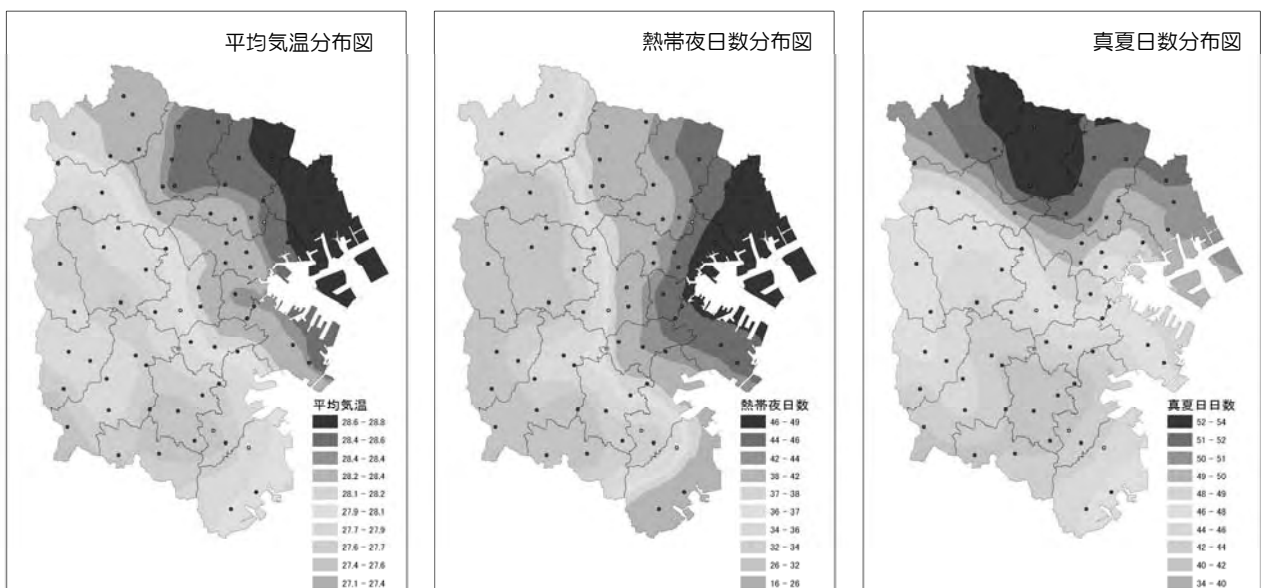 平均気温分布図
平均気温
28.6 - 28.8
28.4 - 28.6
28.4 - 28.4
28.2 - 28.4
28.1 - 28.2
27.9 - 28.1
27.7 - 27.9
27.6 - 27.7
27.4 - 27.6
27.1 - 27.4
熱帯夜日数分布図
熱帯夜日数
46 - 49
44 - 46
42 - 44
38 - 42
37 - 38
36 - 37
34 - 36
32 - 34
26 - 32
16 - 26
真夏日数分布図
真夏日日数
52 - 54
51 - 52
50 - 51
49 - 50
48 - 49
46 - 48
44 - 46
42 - 44
40 - 42
34 - 40